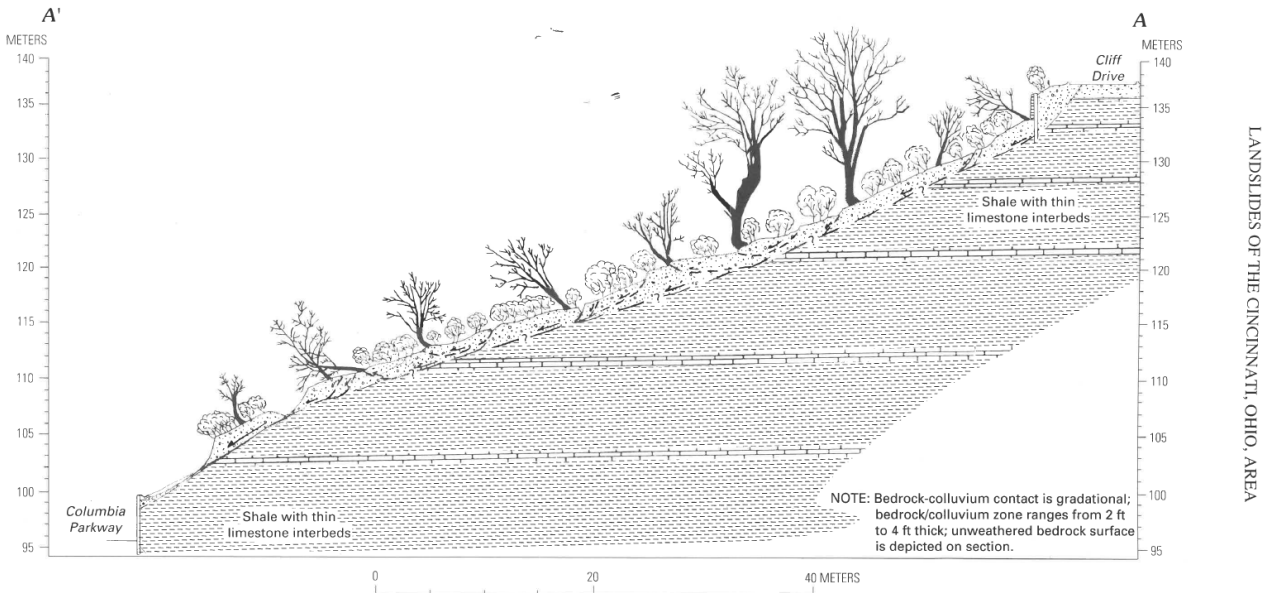 A'
A
METERS
METERS
140
135
130
125
120
115
110
105
100
95
140
135
130
125
120
115
110
105
100
95
Cliff
Drive
Shale with thin
limestone interbeds
Columbia
Parkway
Shale with thin
limestone interbeds
NOTE: Bedrock-colluvium contact is gradational;
bedrock/colluvium zone ranges from 2 ft
to 4 ft thick; unweathered bedrock surface
is depicted on section.
0
20
40 METERS
?
?
?
?
?
LANDSLIDES OF THE CINCINNATI, OHIO, AREA